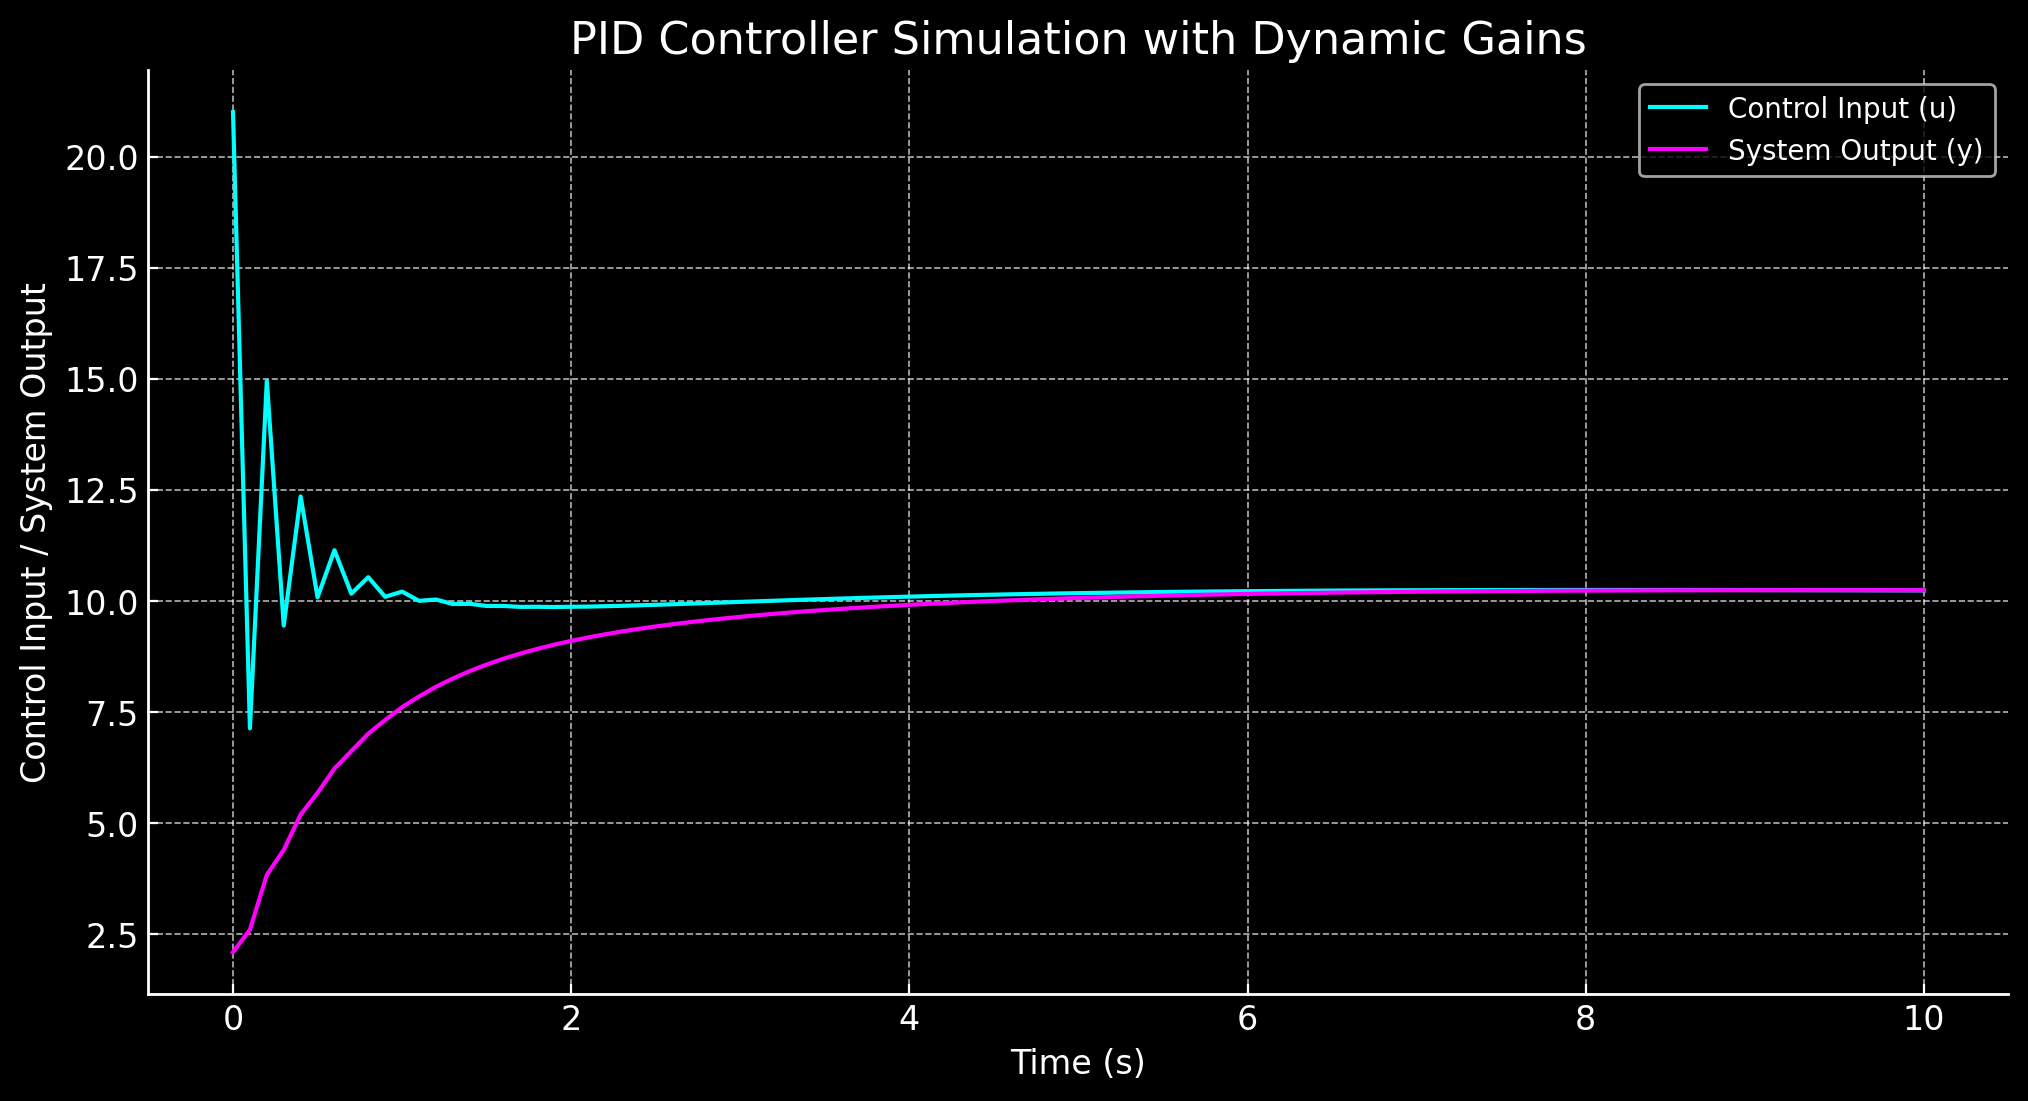 PID Controller Simulation with Dynamic Gains
Control Input (u)
System Output (y)
Control Input / System Output
20.0
17.5
15.0
12.5
10.0
7.5
5.0
2.5
0 2 4 6 8 10
Time (s)